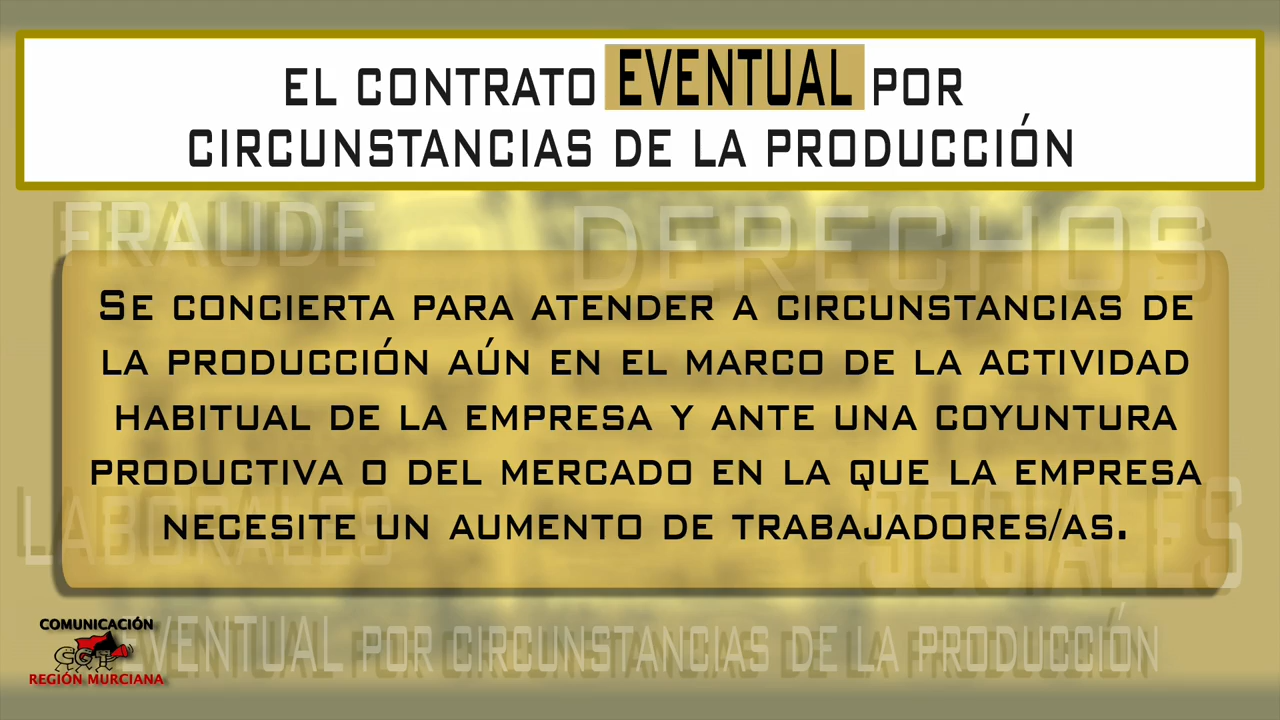 EL CONTRATO EVENTUAL POR
CIRCUNSTANCIAS DE LA PRODUCCIÓN
FRAUDE
DERECHOS
SE CONCIERTA PARA ATENDER A CIRCUNSTANCIAS DE
LA PRODUCCIÓN AÚN EN EL MARCO DE LA ACTIVIDAD
HABITUAL DE LA EMPRESA Y ANTE UNA COYUNTURA
PRODUCTIVA O DEL MERCADO EN LA QUE LA EMPRESA
NECESITE UN AUMENTO DE TRABAJADORES/AS.
LABORALES
SOCIALES
EVENTUAL POR CIRCUNSTANCIAS DE LA PRODUCCIÓN
COMUNICACIÓN
CGT
REGIÓN MURCIANA